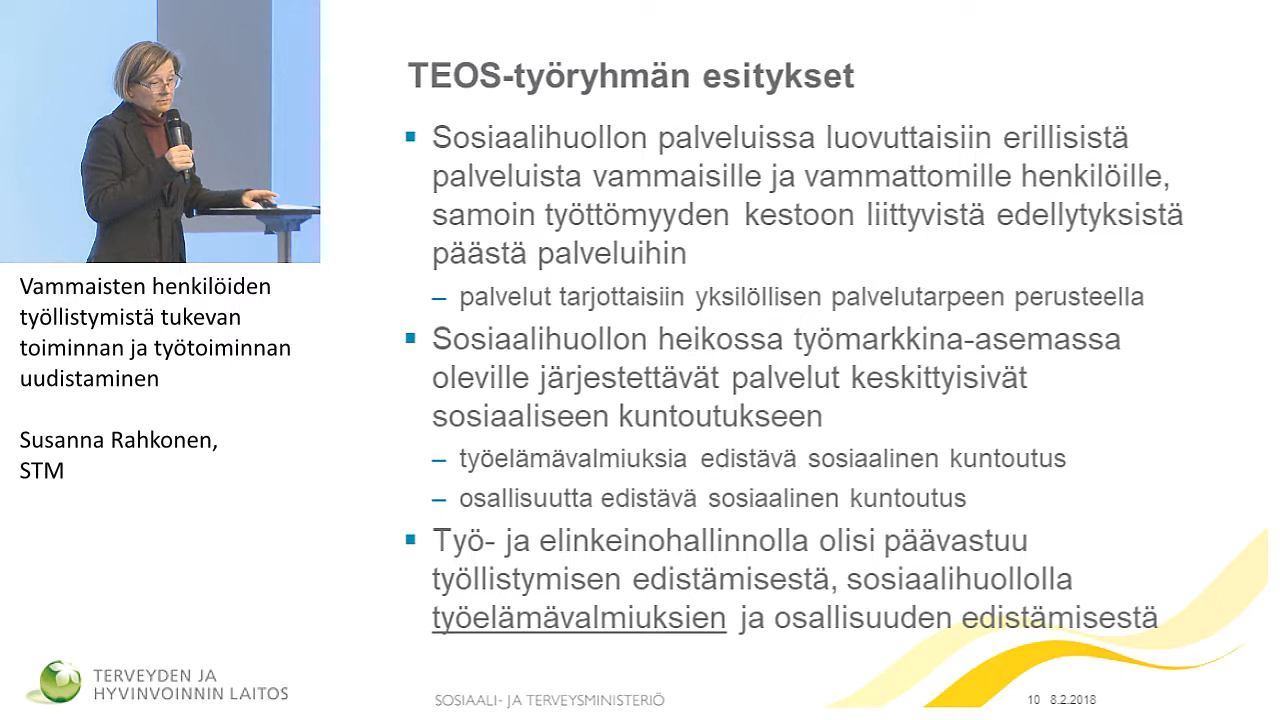 TEOS-työryhmän esitykset
Sosiaalihuollon palveluissa luovuttaisiin erillisistä
palveluista vammaisille ja vammattomille henkilöille,
samoin työttömyyden kestoon liittyvistä edellytyksistä
päästä palveluihin
– palvelut tarjottaisiin yksilöllisen palvelutarpeen perusteella
Sosiaalihuollon heikossa työmarkkina-asemassa
oleville järjestettävät palvelut keskittyisivät
sosiaaliseen kuntoutukseen
– työelämävalmiuksia edistävä sosiaalinen kuntoutus
– osallisuutta edistävä sosiaalinen kuntoutus
Työ- ja elinkeinohallinnolla olisi päävastuu
työllistymisen edistämisestä, sosiaalihuollolla
työelämävalmiuksien ja osallisuuden edistämisestä
Vammaisten henkilöiden
työllistymistä tukevan
toiminnan ja työtoiminnan
uudistaminen
Susanna Rahkonen,
STM
TERVEYDEN JA
HYVINVOINNIN LAITOS
SOSIAALI- JA TERVEYSMINISTERIÖ
10 8.2.2018